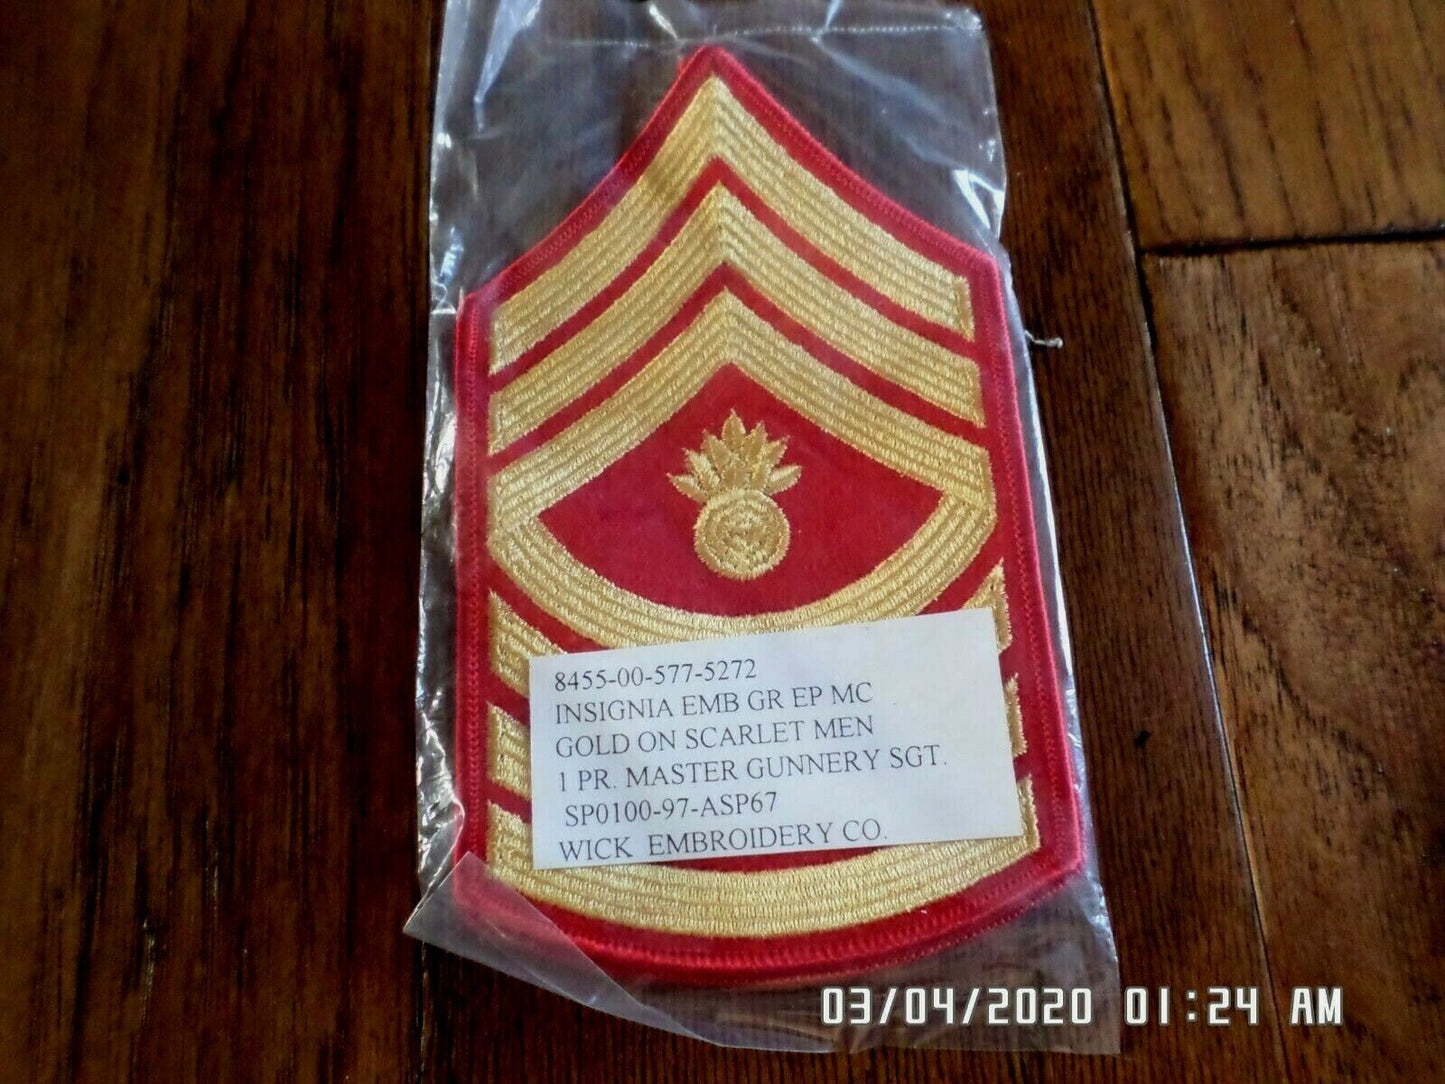 8455-00-577-5272
INSIGNIA EMB GR EP MC
GOLD ON SCARLET MEN
1 PR. MASTER GUNNERY SGT.
SP0100-97-ASP67
WICK EMBROIDERY CO.
03/04/2020 01:24 AM